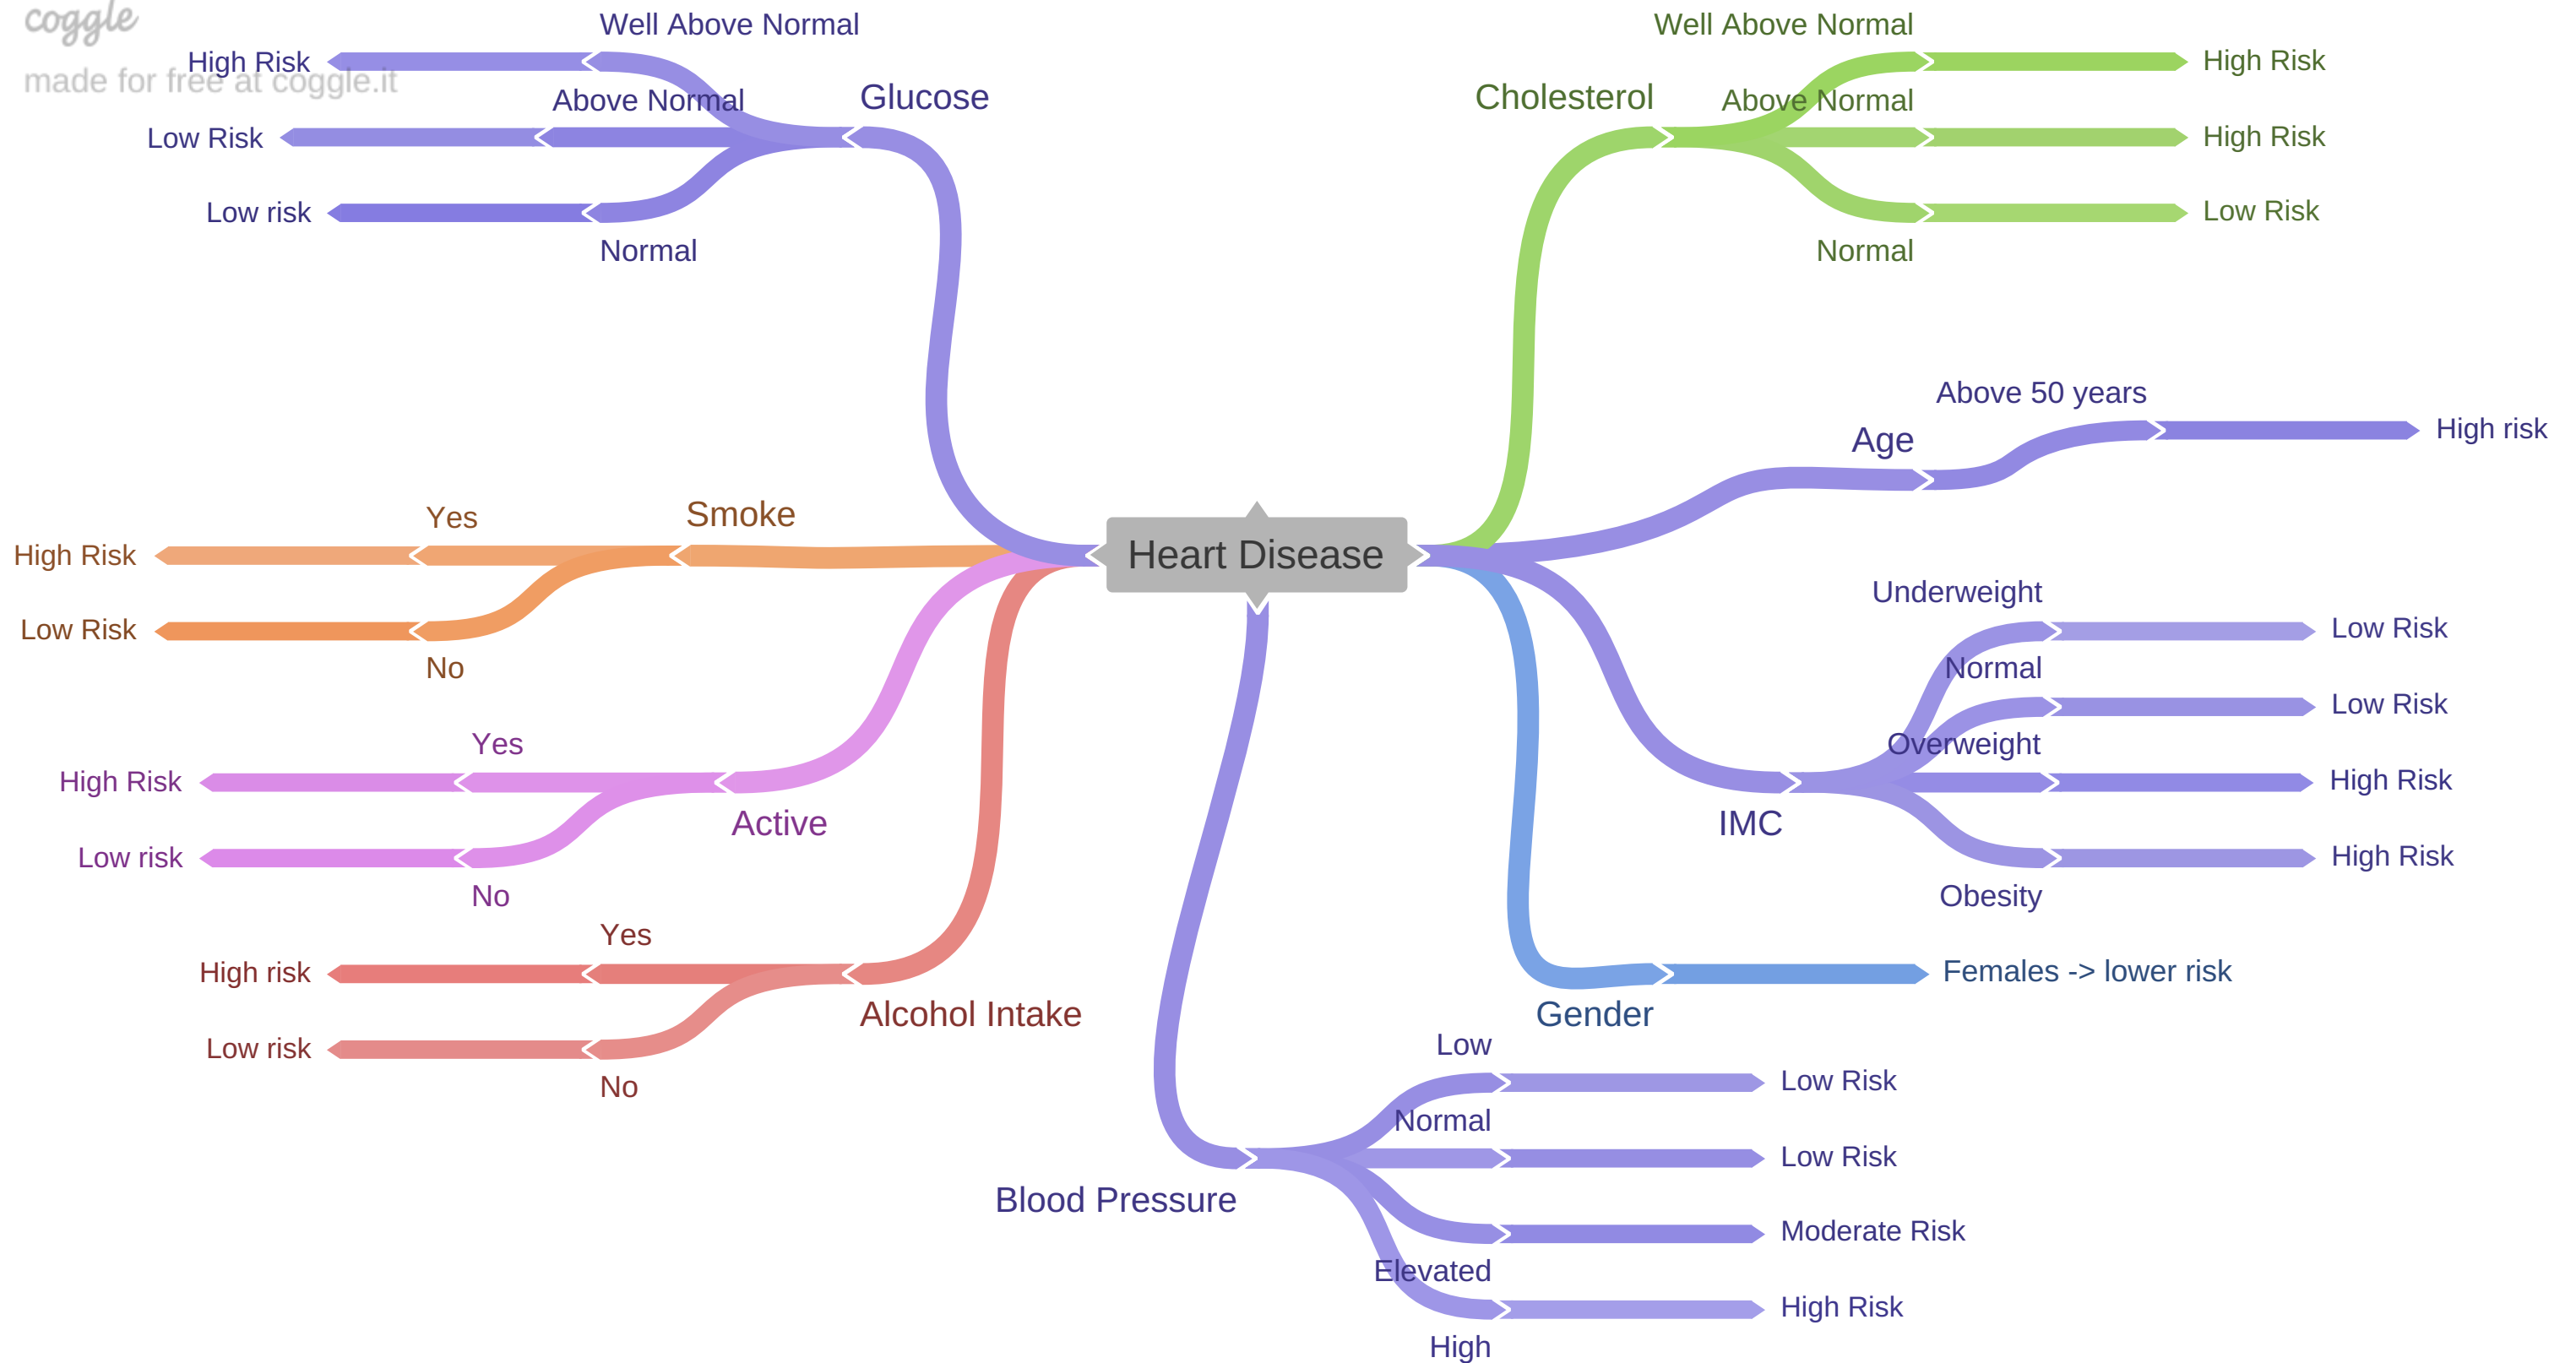 coggle
made for free at coggle.it
Heart Disease
Glucose
Well Above Normal
High Risk
Above Normal
Low Risk
Normal
Low risk
Smoke
Yes
High Risk
No
Low Risk
Active
Yes
High Risk
No
Low risk
Alcohol Intake
Yes
High risk
No
Low risk
Cholesterol
Well Above Normal
High Risk
Above Normal
High Risk
Normal
Low Risk
Age
Above 50 years
High risk
IMC
Underweight
Low Risk
Normal
Low Risk
Overweight
High Risk
Obesity
High Risk
Gender
Females -> lower risk
Blood Pressure
Low
Low Risk
Normal
Low Risk
Elevated
Moderate Risk
High
High Risk